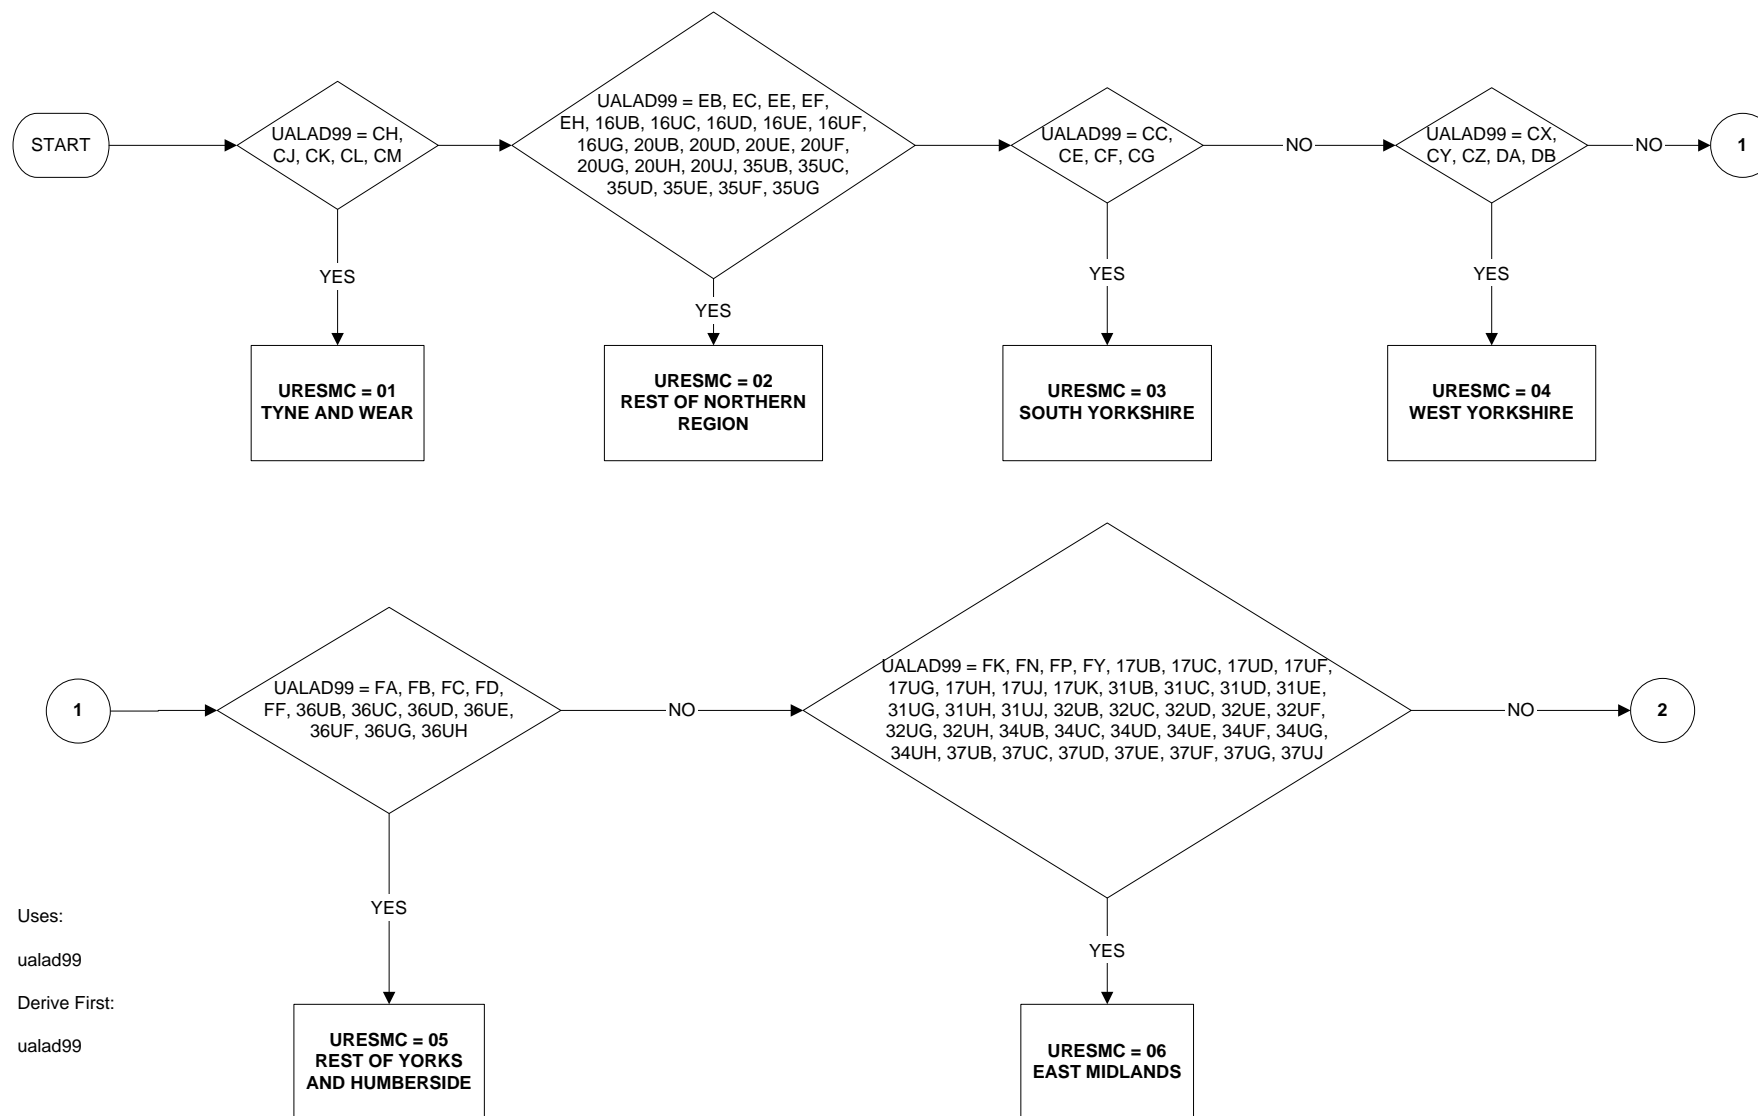 START
UALAD99 = CH,
CJ, CK, CL, CM
UALAD99 = EB, EC, EE, EF,
EH, 16UB, 16UC, 16UD, 16UE, 16UF,
16UG, 20UB, 20UD, 20UE, 20UF,
20UG, 20UH, 20UJ, 35UB, 35UC,
35UD, 35UE, 35UF, 35UG
UALAD99 = CC,
CE, CF, CG
NO
UALAD99 = CX,
CY, CZ, DA, DB
NO
1
YES
YES
YES
YES
URESMC = 01
TYNE AND WEAR
URESMC = 02
REST OF NORTHERN
REGION
URESMC = 03
SOUTH YORKSHIRE
URESMC = 04
WEST YORKSHIRE
1
UALAD99 = FA, FB, FC, FD,
FF, 36UB, 36UC, 36UD, 36UE,
36UF, 36UG, 36UH
NO
UALAD99 = FK, FN, FP, FY, 17UB, 17UC, 17UD, 17UF,
17UG, 17UH, 17UJ, 17UK, 31UB, 31UC, 31UD, 31UE,
31UG, 31UH, 31UJ, 32UB, 32UC, 32UD, 32UE, 32UF,
32UG, 32UH, 34UB, 34UC, 34UD, 34UE, 34UF, 34UG,
34UH, 37UB, 37UC, 37UD, 37UE, 37UF, 37UG, 37UJ
NO
2
YES
YES
Uses:
ualad99
Derive First:
ualad99
URESMC = 05
REST OF YORKS
AND HUMBERSIDE
URESMC = 06
EAST MIDLANDS